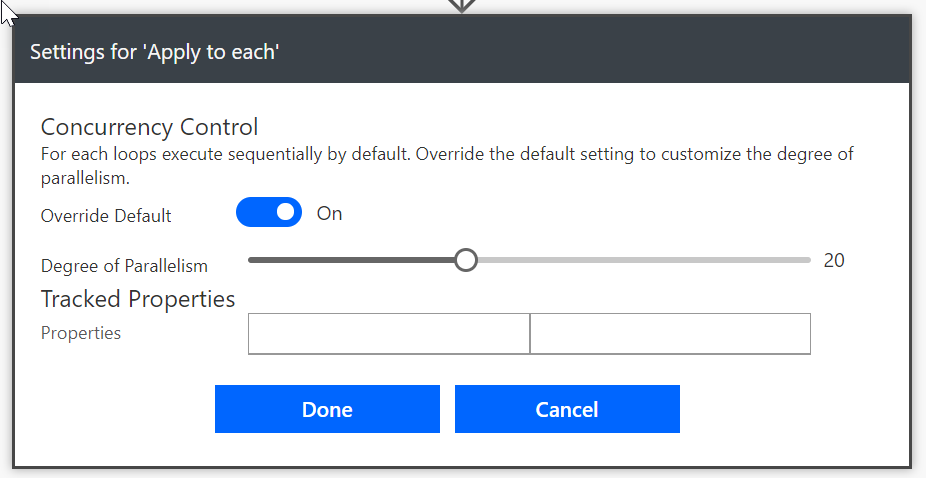 Settings for 'Apply to each'
Concurrency Control
For each loops execute sequentially by default. Override the default setting to customize the degree of
parallelism.
Override Default On
Degree of Parallelism 20
Tracked Properties
Properties
Done Cancel